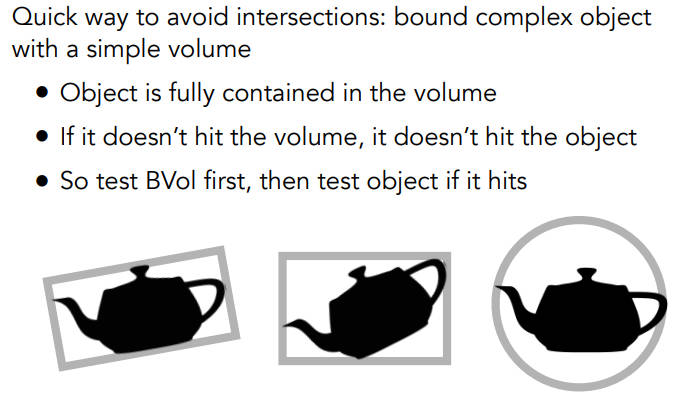 Quick way to avoid intersections: bound complex object
with a simple volume
• Object is fully contained in the volume
• If it doesn’t hit the volume, it doesn’t hit the object
• So test BVol first, then test object if it hits